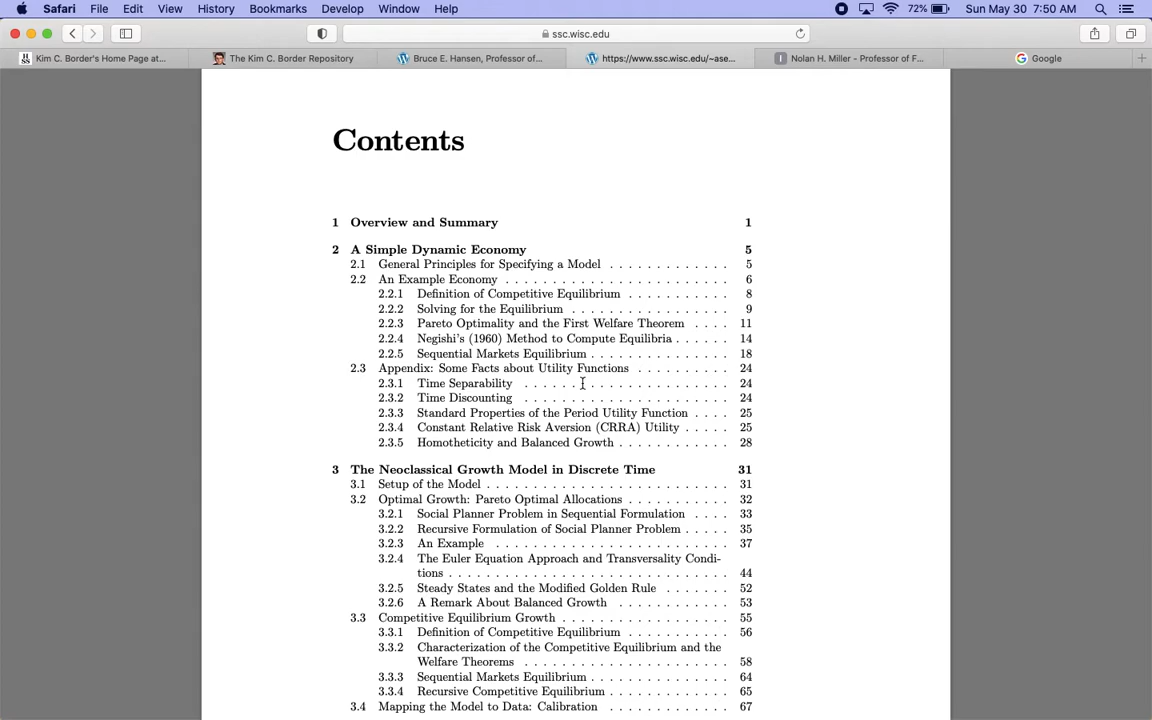 Safari File Edit View History Bookmarks Develop Window Help 72% Sun May 30 7:50 AM
ssc.wisc.edu
Kim C. Border's Home Page at... The Kim C. Border Repository Bruce E. Hansen, Professor of... https://www.ssc.wisc.edu/~ase... Nolan H. Miller - Professor of F... Google
Contents
1 Overview and Summary 1
2 A Simple Dynamic Economy 5
2.1 General Principles for Specifying a Model . . . . . . . . . . . . . 5
2.2 An Example Economy . . . . . . . . . . . . . . . . . . . . . . . . 6
2.2.1 Definition of Competitive Equilibrium . . . . . . . . . . . 8
2.2.2 Solving for the Equilibrium . . . . . . . . . . . . . . . . . 9
2.2.3 Pareto Optimality and the First Welfare Theorem . . . . 11
2.2.4 Negishi's (1960) Method to Compute Equilibria . . . . . . 14
2.2.5 Sequential Markets Equilibrium . . . . . . . . . . . . . . . 18
2.3 Appendix: Some Facts about Utility Functions . . . . . . . . . . 24
2.3.1 Time Separability . . . . . . . . . . . . . . . . . . . . . . 24
2.3.2 Time Discounting . . . . . . . . . . . . . . . . . . . . . . 24
2.3.3 Standard Properties of the Period Utility Function . . . . 25
2.3.4 Constant Relative Risk Aversion (CRRA) Utility . . . . . 25
2.3.5 Homotheticity and Balanced Growth . . . . . . . . . . . . 28
3 The Neoclassical Growth Model in Discrete Time 31
3.1 Setup of the Model . . . . . . . . . . . . . . . . . . . . . . . . . . 31
3.2 Optimal Growth: Pareto Optimal Allocations . . . . . . . . . . . 32
3.2.1 Social Planner Problem in Sequential Formulation . . . . 33
3.2.2 Recursive Formulation of Social Planner Problem . . . . . 35
3.2.3 An Example . . . . . . . . . . . . . . . . . . . . . . . . . 37
3.2.4 The Euler Equation Approach and Transversality Condi-
tions . . . . . . . . . . . . . . . . . . . . . . . . . . . . . . 44
3.2.5 Steady States and the Modified Golden Rule . . . . . . . 52
3.2.6 A Remark About Balanced Growth . . . . . . . . . . . . 53
3.3 Competitive Equilibrium Growth . . . . . . . . . . . . . . . . . . 55
3.3.1 Definition of Competitive Equilibrium . . . . . . . . . . . 56
3.3.2 Characterization of the Competitive Equilibrium and the
Welfare Theorems . . . . . . . . . . . . . . . . . . . . . . 58
3.3.3 Sequential Markets Equilibrium . . . . . . . . . . . . . . . 64
3.3.4 Recursive Competitive Equilibrium . . . . . . . . . . . . . 65
3.4 Mapping the Model to Data: Calibration . . . . . . . . . . . . . 67